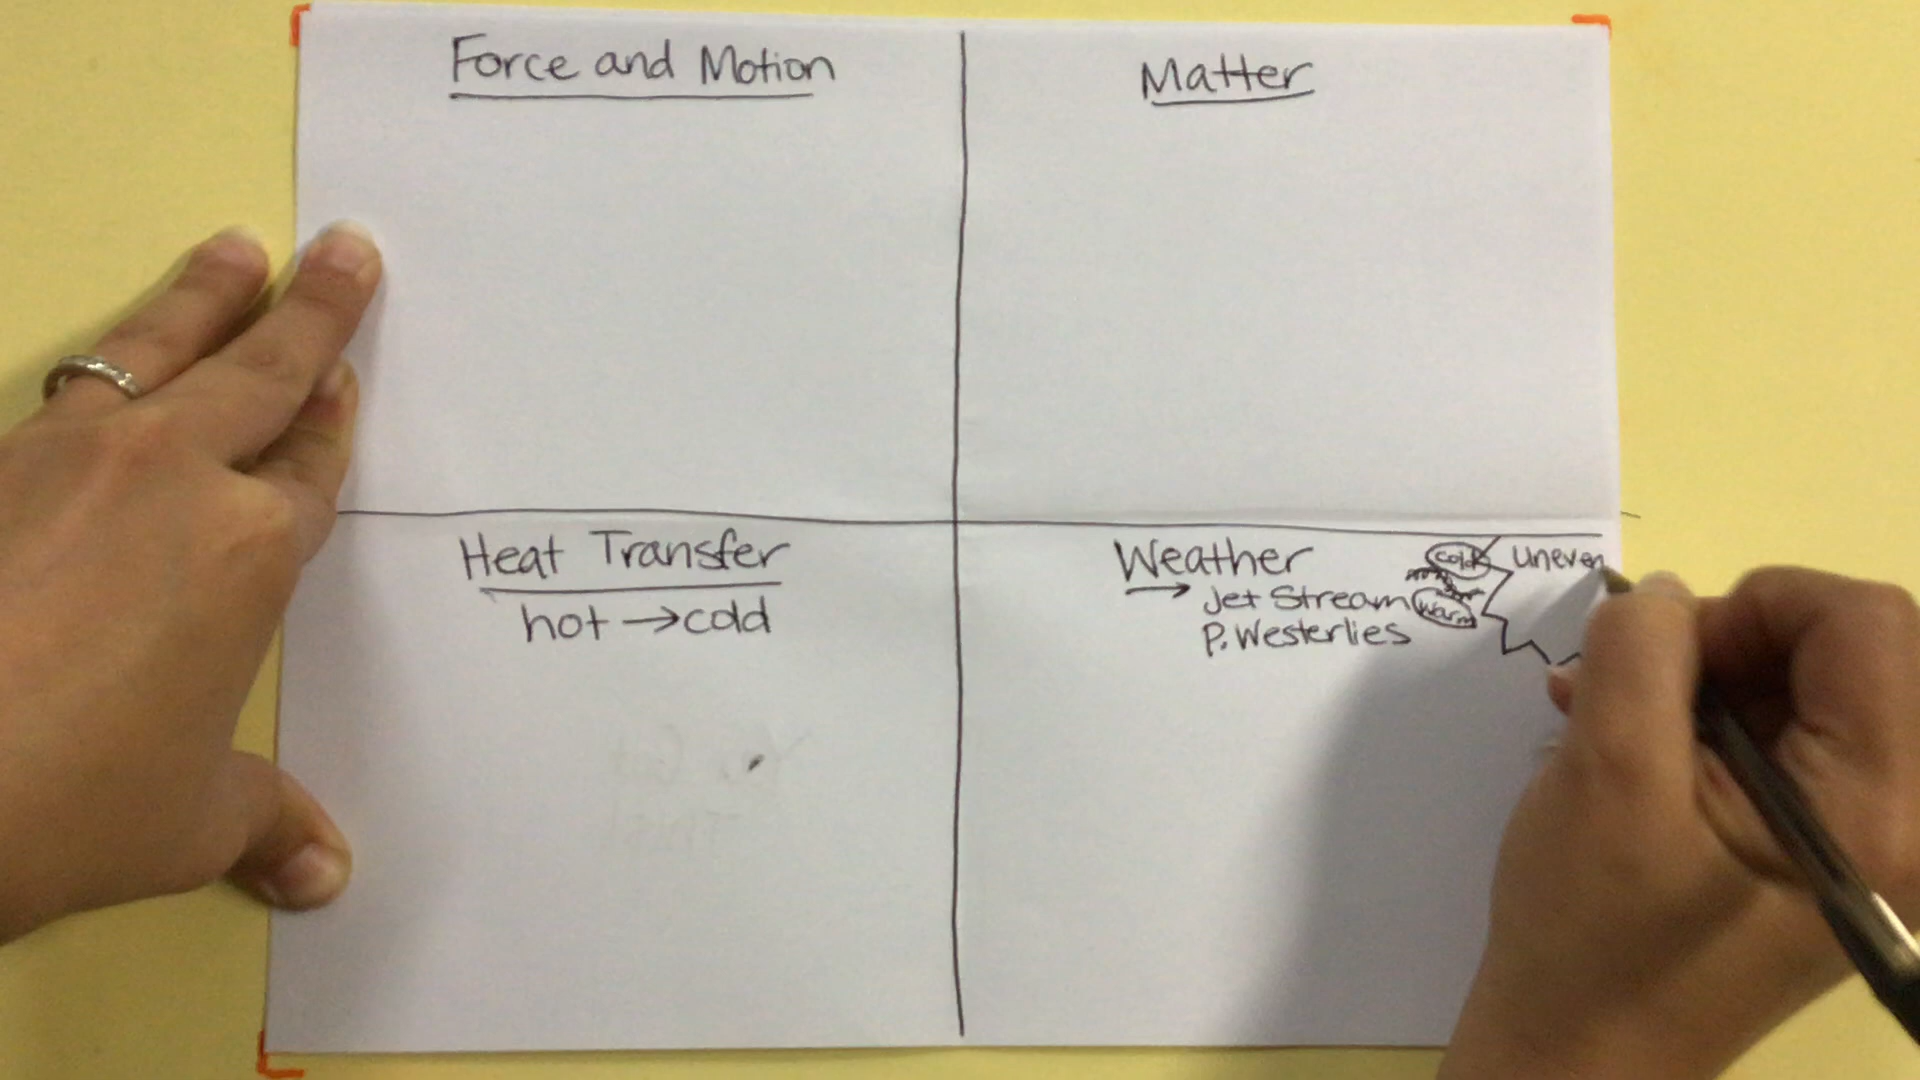 Force and Motion
Matter
Heat Transfer
hot → cold
Weather
→ Jet Stream
P. Westerlies
cold
warm
uneven